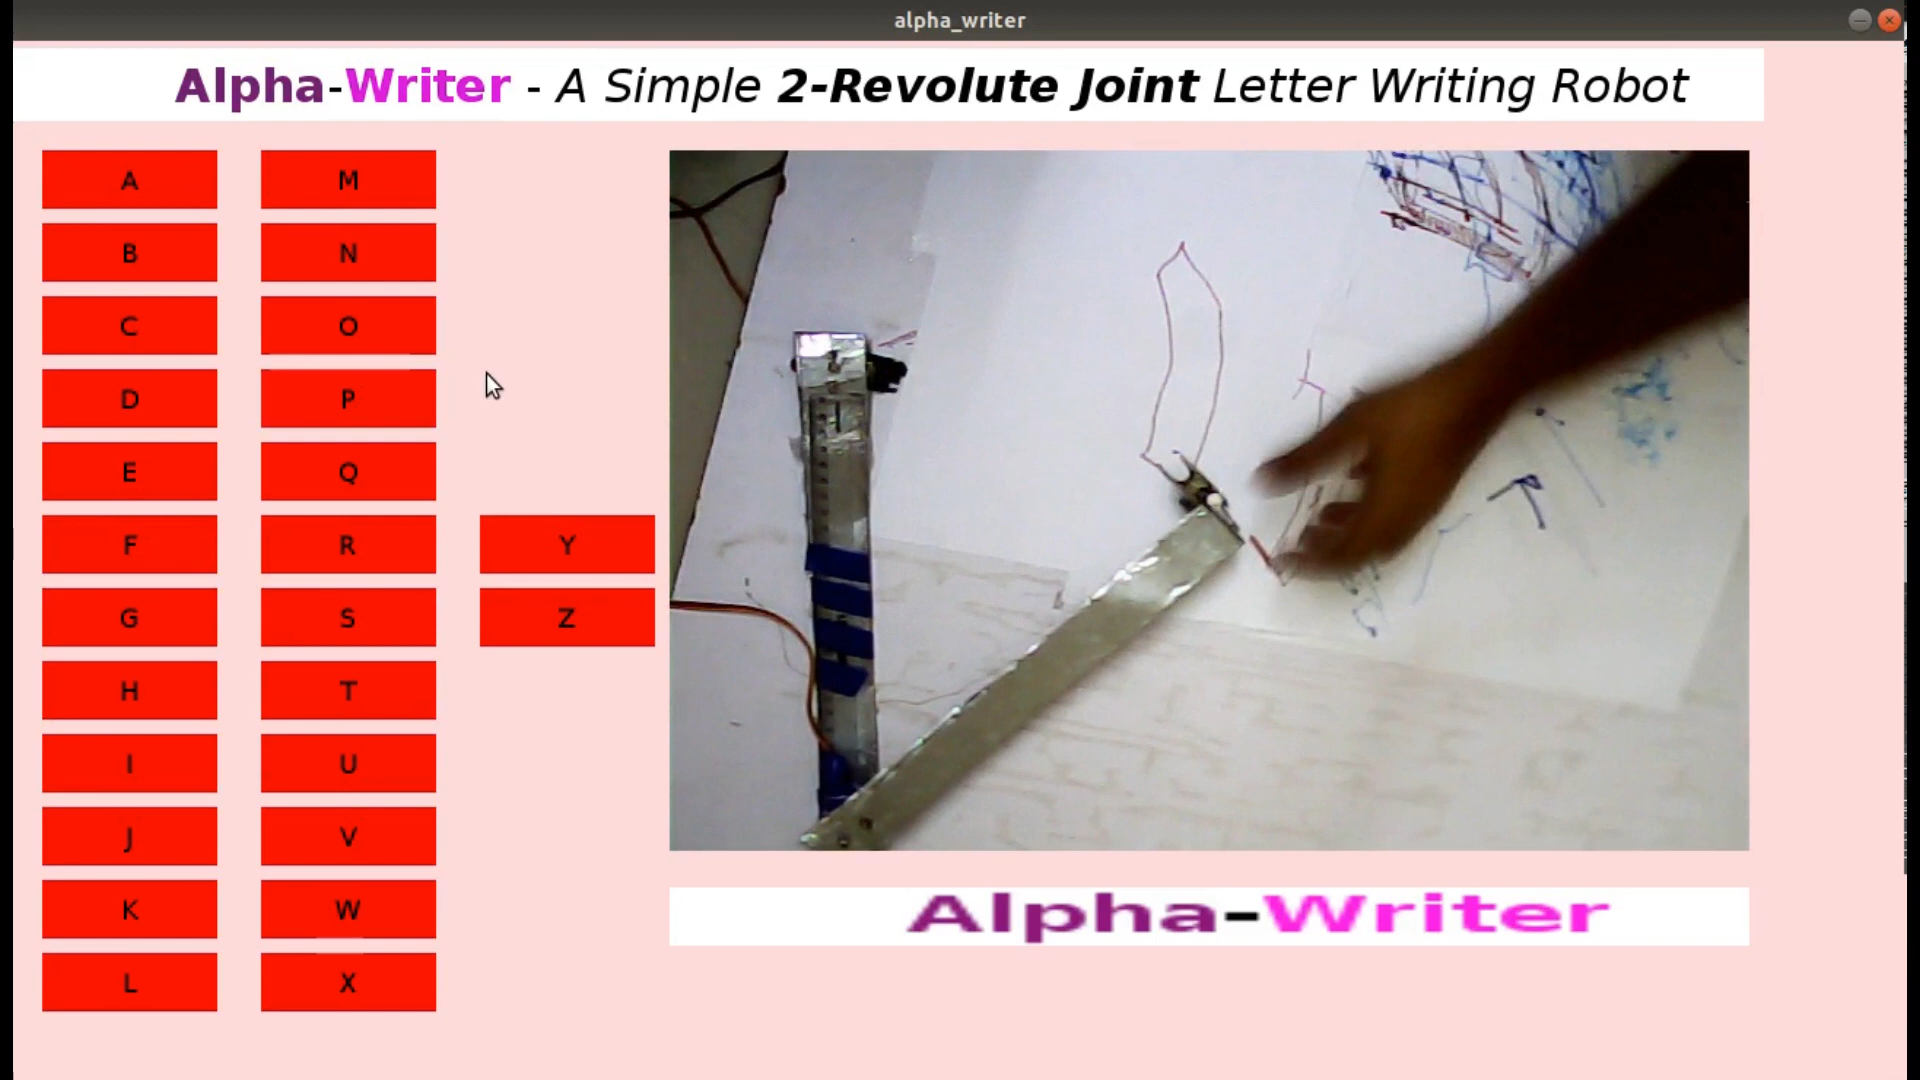 alpha_writer
Alpha-Writer - A Simple 2-Revolute Joint Letter Writing Robot
A
B
C
D
E
F
G
H
I
J
K
L
M
N
O
P
Q
R
S
T
U
V
W
X
Y
Z
Alpha-Writer